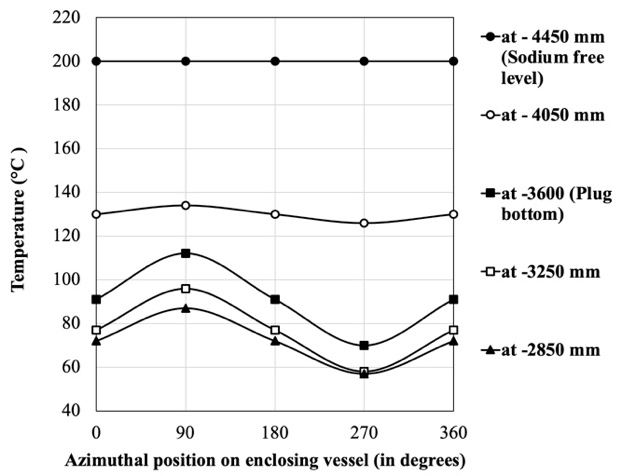 220
200
180
160
140
120
100
80
60
40
Temperature (°C )
0 90 180 270 360
Azimuthal position on enclosing vessel (in degrees)
at - 4450 mm
(Sodium free
level)
at - 4050 mm
at -3600 (Plug
bottom)
at -3250 mm
at -2850 mm